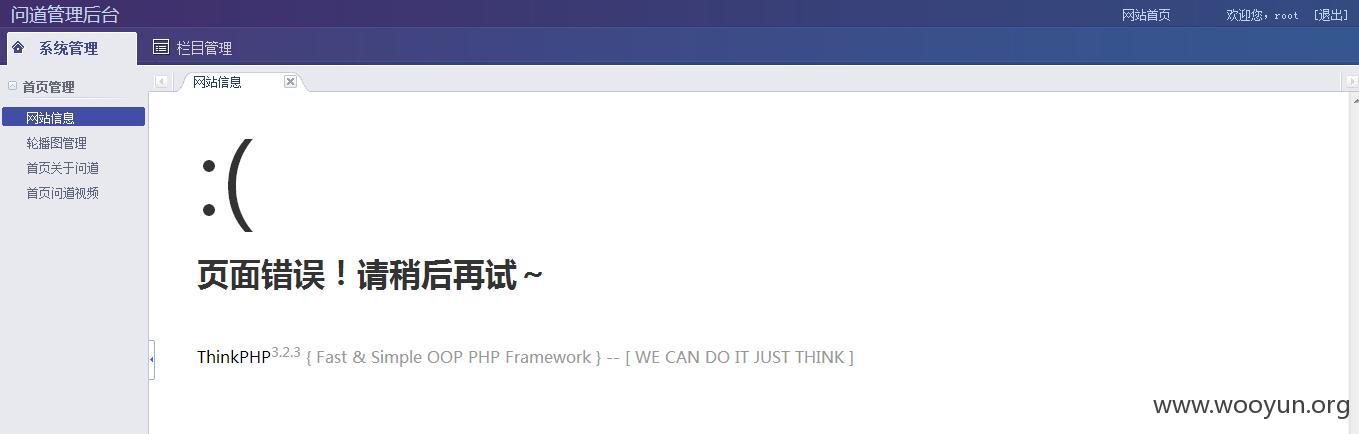 问道管理后台 网站首页 欢迎您，root [退出]
系统管理 栏目管理
首页管理 网站信息
网站信息
轮播图管理
首页关于问道
首页问道视频
:(
页面错误！请稍后再试～
ThinkPHP3.2.3 { Fast & Simple OOP PHP Framework } -- [ WE CAN DO IT JUST THINK ]
www.wooyun.org